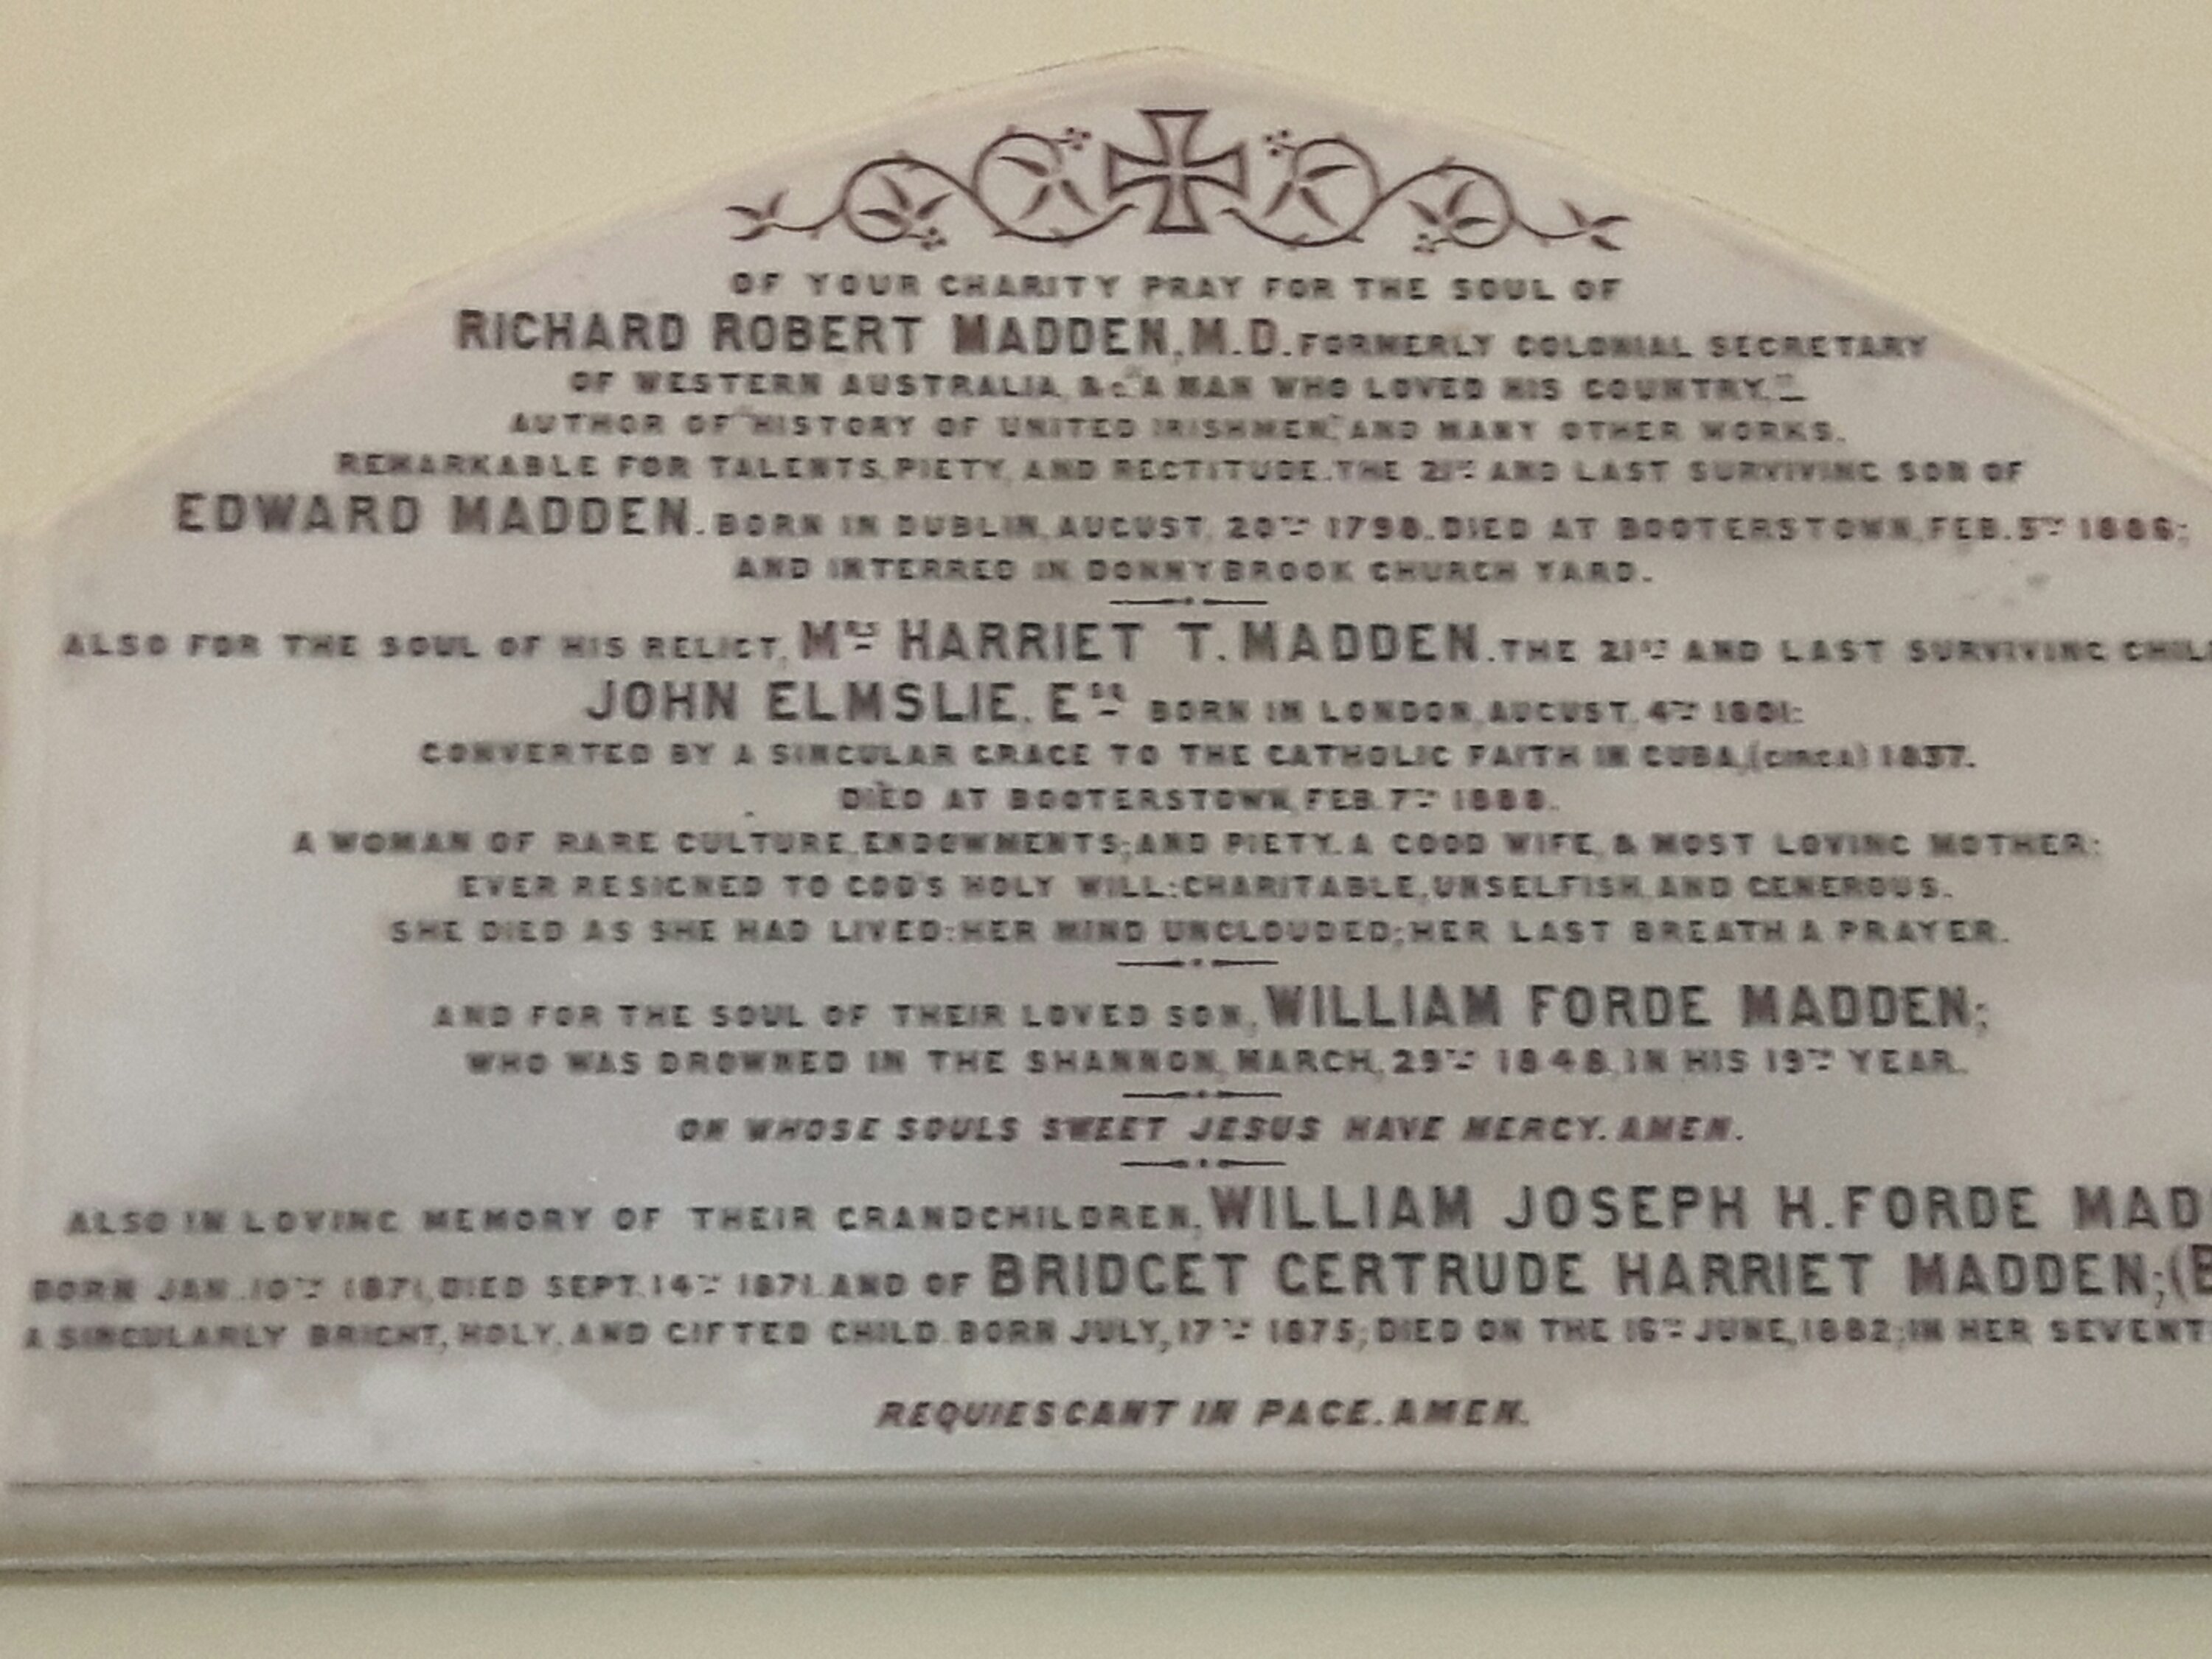 OF YOUR CHARITY PRAY FOR THE SOUL OF
RICHARD ROBERT MADDEN, M.D. FORMERLY COLONIAL SECRETARY
OF WESTERN AUSTRALIA, &c. "A MAN WHO LOVED HIS COUNTRY,"
AUTHOR OF "HISTORY OF UNITED IRISHMEN," AND MANY OTHER WORKS.
REMARKABLE FOR TALENTS, PIETY, AND RECTITUDE. THE 21ST AND LAST SURVIVING SON OF
EDWARD MADDEN. BORN IN DUBLIN, AUGUST, 20TH 1798. DIED AT BOOTERSTOWN, FEB. 5TH 1886;
AND INTERRED IN DONNYBROOK CHURCH YARD.
ALSO FOR THE SOUL OF HIS RELICT, MRS HARRIET T. MADDEN. THE 21ST AND LAST SURVIVING CHIL
JOHN ELMSLIE, ESQ BORN IN LONDON, AUGUST, 4TH 1801:
CONVERTED BY A SINGULAR GRACE TO THE CATHOLIC FAITH IN CUBA, (CIRCA) 1837.
DIED AT BOOTERSTOWN, FEB. 7TH 1888.
A WOMAN OF RARE CULTURE, ENDOWMENTS; AND PIETY. A GOOD WIFE, & MOST LOVING MOTHER:
EVER RESIGNED TO GOD'S HOLY WILL: CHARITABLE, UNSELFISH, AND GENEROUS.
SHE DIED AS SHE HAD LIVED: HER MIND UNCLOUDED; HER LAST BREATH A PRAYER.
AND FOR THE SOUL OF THEIR LOVED SON, WILLIAM FORDE MADDEN;
WHO WAS DROWNED IN THE SHANNON, MARCH, 29TH 1848, IN HIS 19TH YEAR.
ON WHOSE SOULS SWEET JESUS HAVE MERCY. AMEN.
ALSO IN LOVING MEMORY OF THEIR GRANDCHILDREN, WILLIAM JOSEPH H. FORDE MAD
BORN JAN. 10TH 1871, DIED SEPT. 14TH 1871. AND OF BRIDGET GERTRUDE HARRIET MADDEN; (B
A SINGULARLY BRIGHT, HOLY, AND GIFTED CHILD. BORN JULY, 17TH 1875; DIED ON THE 16TH JUNE, 1882; IN HER SEVENT
REQUIESCANT IN PACE. AMEN.